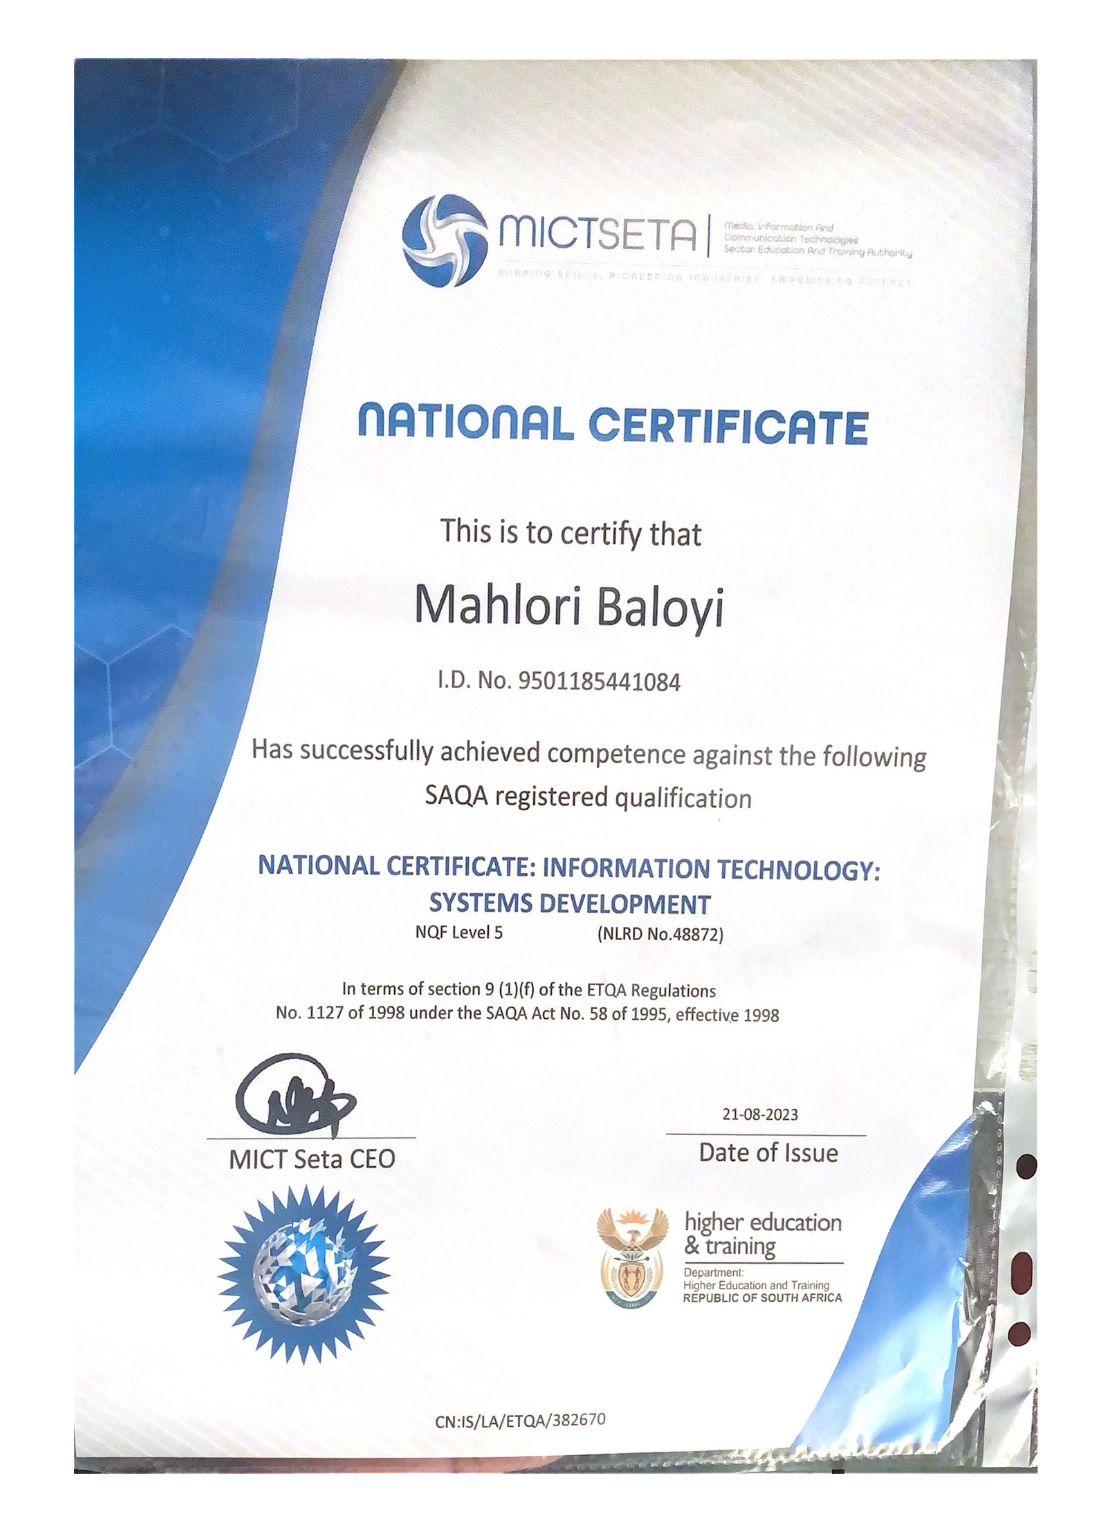 MICTSETA
Media, Information And
Communication Technologies
Sector Education And Training Authority
SHAPING SKILLS, PIONEERING INDUSTRIES, EMPOWERING FUTURES
NATIONAL CERTIFICATE
This is to certify that
Mahlori Baloyi
I.D. No. 9501185441084
Has successfully achieved competence against the following
SAQA registered qualification
NATIONAL CERTIFICATE: INFORMATION TECHNOLOGY:
SYSTEMS DEVELOPMENT
NQF Level 5 (NLRD No.48872)
In terms of section 9 (1)(f) of the ETQA Regulations
No. 1127 of 1998 under the SAQA Act No. 58 of 1995, effective 1998
21-08-2023
MICT Seta CEO
Date of Issue
higher education
& training
Department:
Higher Education and Training
REPUBLIC OF SOUTH AFRICA
CN:IS/LA/ETQA/382670